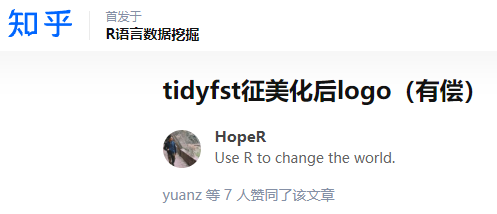 知乎
首发于
R语言数据挖掘
tidyfst征美化后logo（有偿）
HopeR
Use R to change the world.
yuanz 等 7 人赞同了该文章